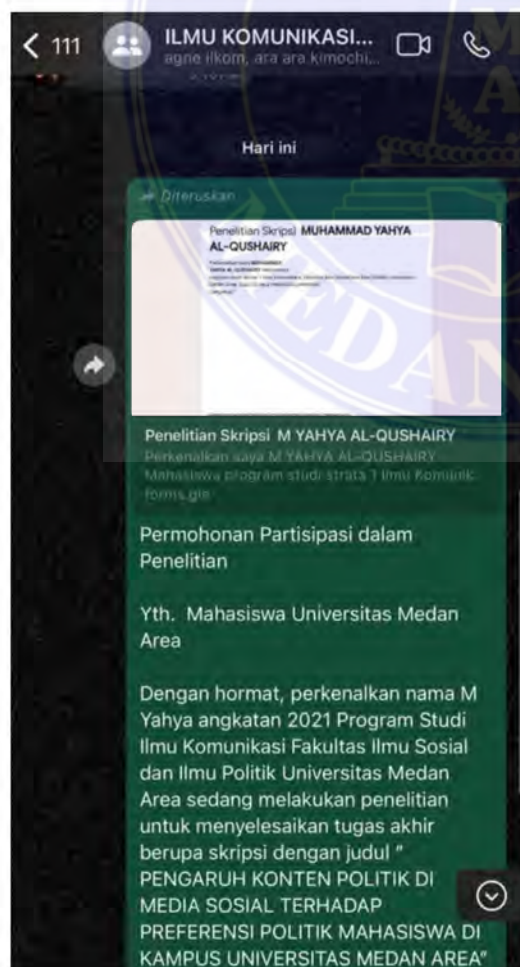 111
ILMU KOMUNIKASI...
agne ilkom, ara ara kimochi...
Hari ini
Diteruskan
Penelitian Skripsi MUHAMMAD YAHYA
AL-QUSHAIRY
Penelitian Skripsi M YAHYA AL-QUSHAIRY
Perkenalkan saya M YAHYA AL-QUSHAIRY
Mahasiswa program studi strata 1 Ilmu Komunik
forms.gle
Permohonan Partisipasi dalam
Penelitian
Yth. Mahasiswa Universitas Medan
Area
Dengan hormat, perkenalkan nama M
Yahya angkatan 2021 Program Studi
Ilmu Komunikasi Fakultas Ilmu Sosial
dan Ilmu Politik Universitas Medan
Area sedang melakukan penelitian
untuk menyelesaikan tugas akhir
berupa skripsi dengan judul "
PENGARUH KONTEN POLITIK DI
MEDIA SOSIAL TERHADAP
PREFERENSI POLITIK MAHASISWA DI
KAMPUS UNIVERSITAS MEDAN AREA"
MEDAN